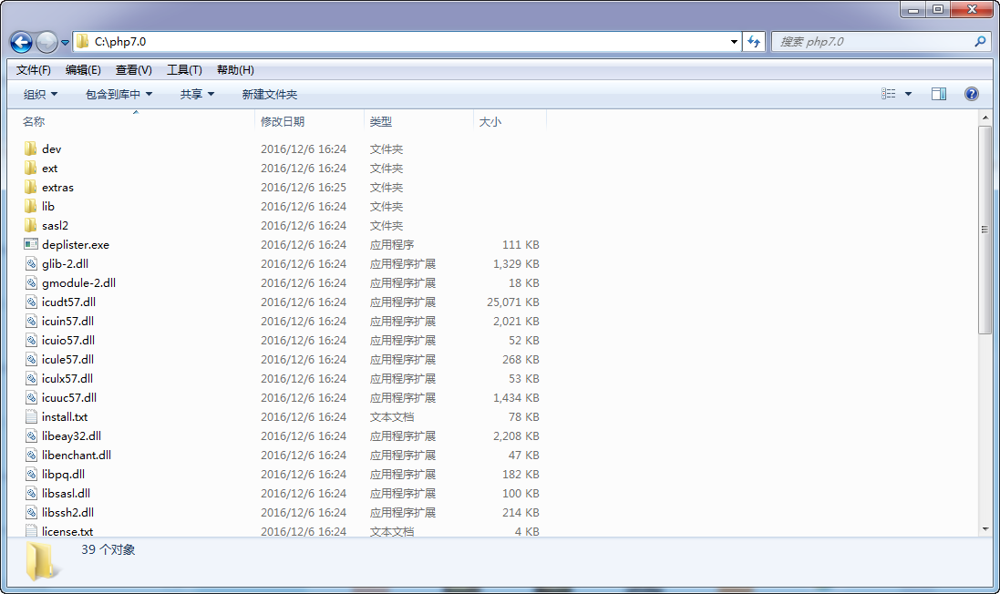 C:\php7.0 搜索 php7.0
文件(F) 编辑(E) 查看(V) 工具(T) 帮助(H)
组织 包含到库中 共享 新建文件夹
名称 修改日期 类型 大小
dev 2016/12/6 16:24 文件夹
ext 2016/12/6 16:24 文件夹
extras 2016/12/6 16:25 文件夹
lib 2016/12/6 16:24 文件夹
sasl2 2016/12/6 16:24 文件夹
deplister.exe 2016/12/6 16:24 应用程序 111 KB
glib-2.dll 2016/12/6 16:24 应用程序扩展 1,329 KB
gmodule-2.dll 2016/12/6 16:24 应用程序扩展 18 KB
icudt57.dll 2016/12/6 16:24 应用程序扩展 25,071 KB
icuin57.dll 2016/12/6 16:24 应用程序扩展 2,021 KB
icuio57.dll 2016/12/6 16:24 应用程序扩展 52 KB
icule57.dll 2016/12/6 16:24 应用程序扩展 268 KB
iculx57.dll 2016/12/6 16:24 应用程序扩展 53 KB
icuuc57.dll 2016/12/6 16:24 应用程序扩展 1,434 KB
install.txt 2016/12/6 16:24 文本文档 78 KB
libeay32.dll 2016/12/6 16:24 应用程序扩展 2,208 KB
libenchant.dll 2016/12/6 16:24 应用程序扩展 47 KB
libpq.dll 2016/12/6 16:24 应用程序扩展 182 KB
libsasl.dll 2016/12/6 16:24 应用程序扩展 100 KB
libssh2.dll 2016/12/6 16:24 应用程序扩展 214 KB
license.txt 2016/12/6 16:24 文本文档 4 KB
39 个对象